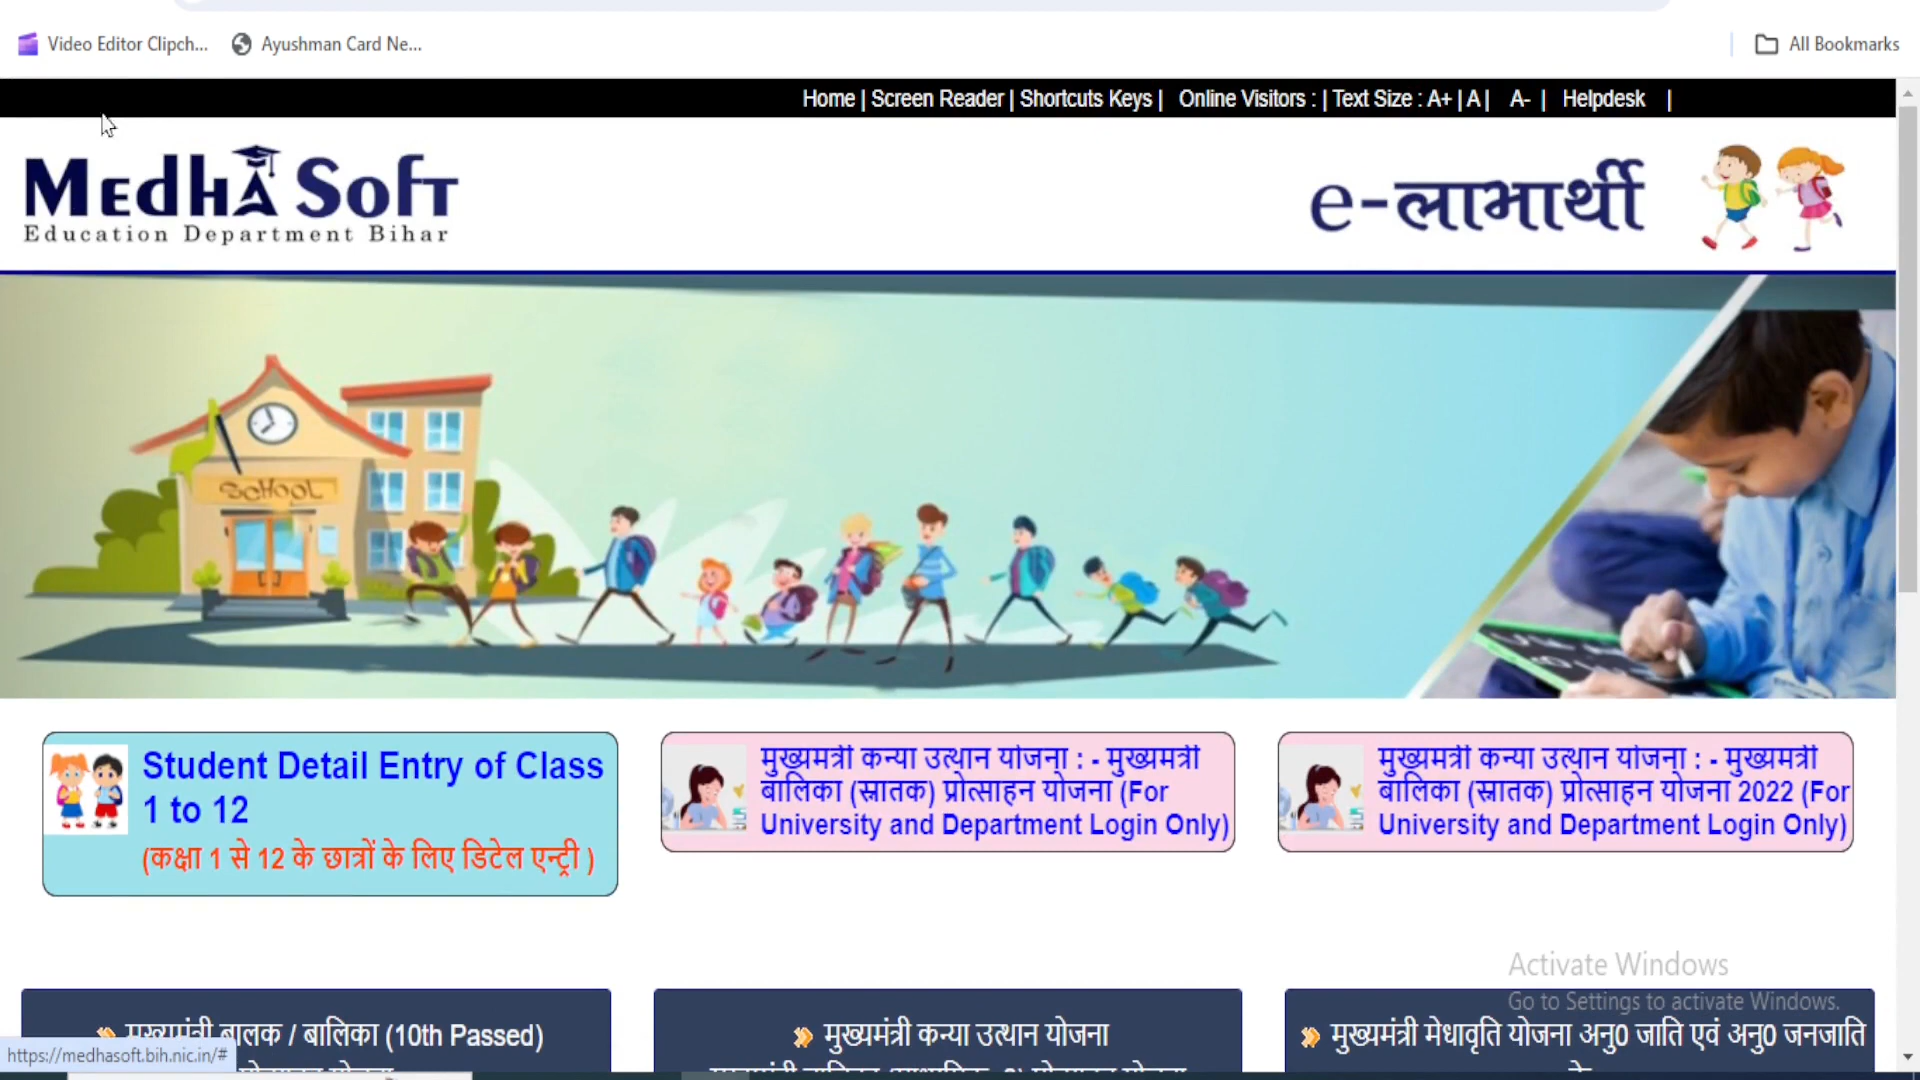 Video Editor Clipch...
Ayushman Card Ne...
All Bookmarks
Home | Screen Reader | Shortcuts Keys | Online Visitors : | Text Size : A+ | A | A- | Helpdesk |
MEdhA SofT
Education Department Bihar
e-लाभार्थी
SCHOOL
Student Detail Entry of Class
1 to 12
(कक्षा 1 से 12 के छात्रों के लिए डिटेल एन्ट्री )
मुख्यमत्री कन्या उत्थान योजना : - मुख्यमत्री
बालिका (स्नातक) प्रोत्साहन योजना (For
University and Department Login Only)
मुख्यमत्री कन्या उत्थान योजना : - मुख्यमत्री
बालिका (स्नातक) प्रोत्साहन योजना 2022 (For
University and Department Login Only)
Activate Windows
Go to Settings to activate Windows.
मुख्यमंत्री बालक / बालिका (10th Passed)
मुख्यमंत्री कन्या उत्थान योजना
मुख्यमंत्री मेधावृति योजना अनु0 जाति एवं अनु0 जनजाति
https://medhasoft.bih.nic.in/#